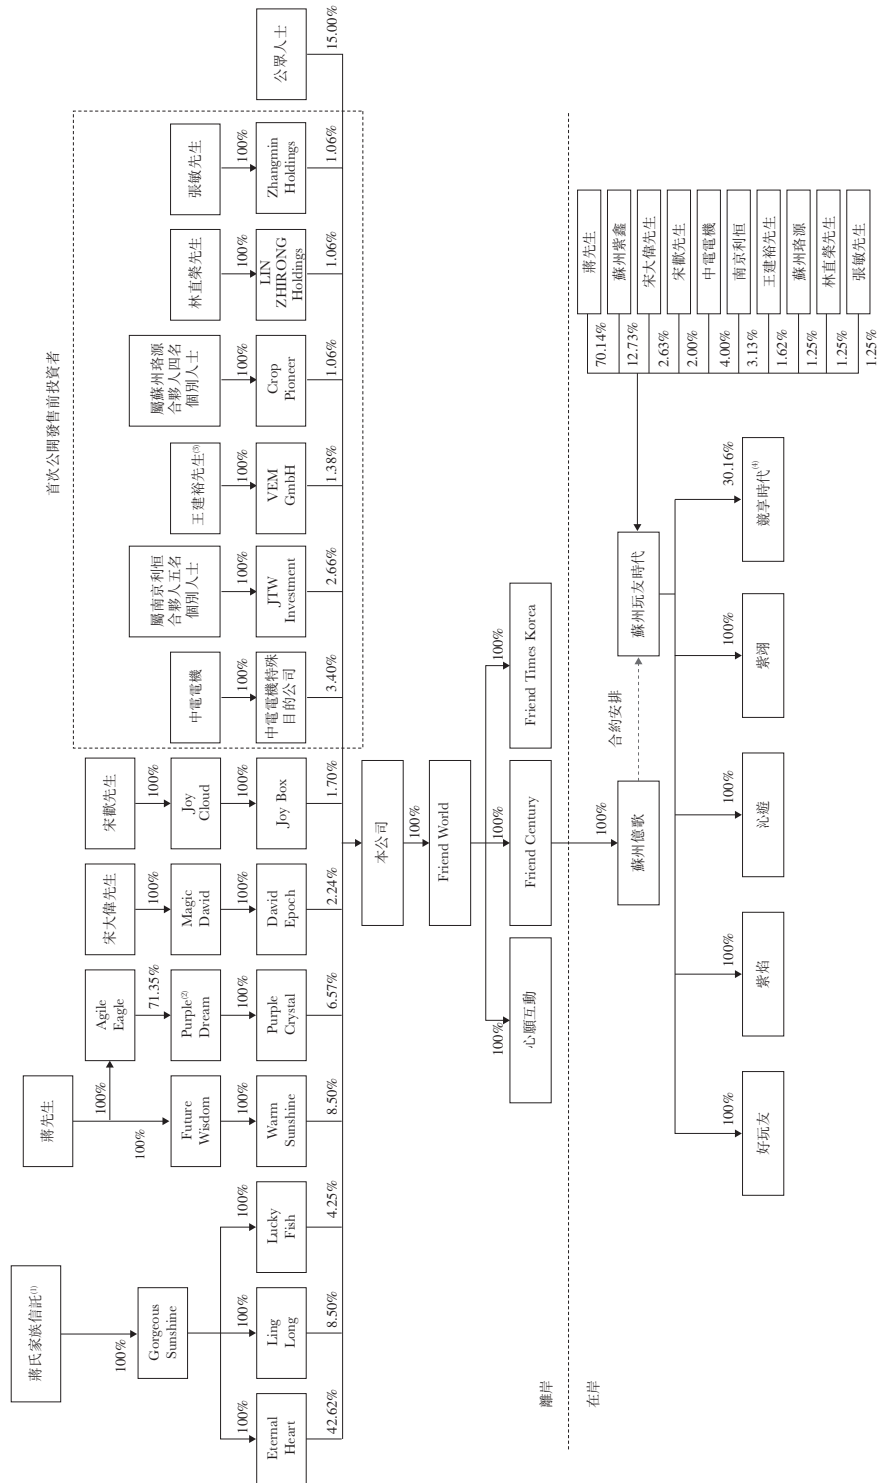 蔣氏家族信託(1)
100%
Gorgeous
Sunshine
100%
100%
100%
Eternal
Heart
Ling
Long
Lucky
Fish
42.62%
8.50%
4.25%
蔣先生
100%
100%
Agile
Eagle
71.35%
Future
Wisdom
Purple(2)
Dream
100%
100%
Warm
Sunshine
Purple
Crystal
8.50%
6.57%
宋大偉先生
100%
Magic
David
100%
David
Epoch
2.24%
宋歡先生
100%
Joy
Cloud
100%
Joy Box
1.70%
首次公開發售前投資者
中電電機
100%
中電電機特殊
目的公司
3.40%
屬南京利恒
合夥人五名
個別人士
100%
JTW
Investment
2.66%
王建裕先生(3)
100%
VEM
GmbH
1.38%
屬蘇州珞源
合夥人四名
個別人士
100%
Crop
Pioneer
1.06%
林直榮先生
100%
LIN
ZHIRONG
Holdings
1.06%
張敏先生
100%
Zhangmin
Holdings
1.06%
公眾人士
15.00%
本公司
100%
Friend World
100%
100%
100%
心願互動
Friend Century
Friend Times Korea
離岸
在岸
100%
蘇州億歌
合約安排
蘇州玩友時代
蔣先生
70.14%
蘇州紫鑫
12.73%
宋大偉先生
2.63%
宋歡先生
2.00%
中電電機
4.00%
南京利恒
3.13%
王建裕先生
1.62%
蘇州珞源
1.25%
林直榮先生
1.25%
張敏先生
1.25%
100%
100%
100%
100%
30.16%
好玩友
紫焰
沁遊
紫翊
競享時代(4)